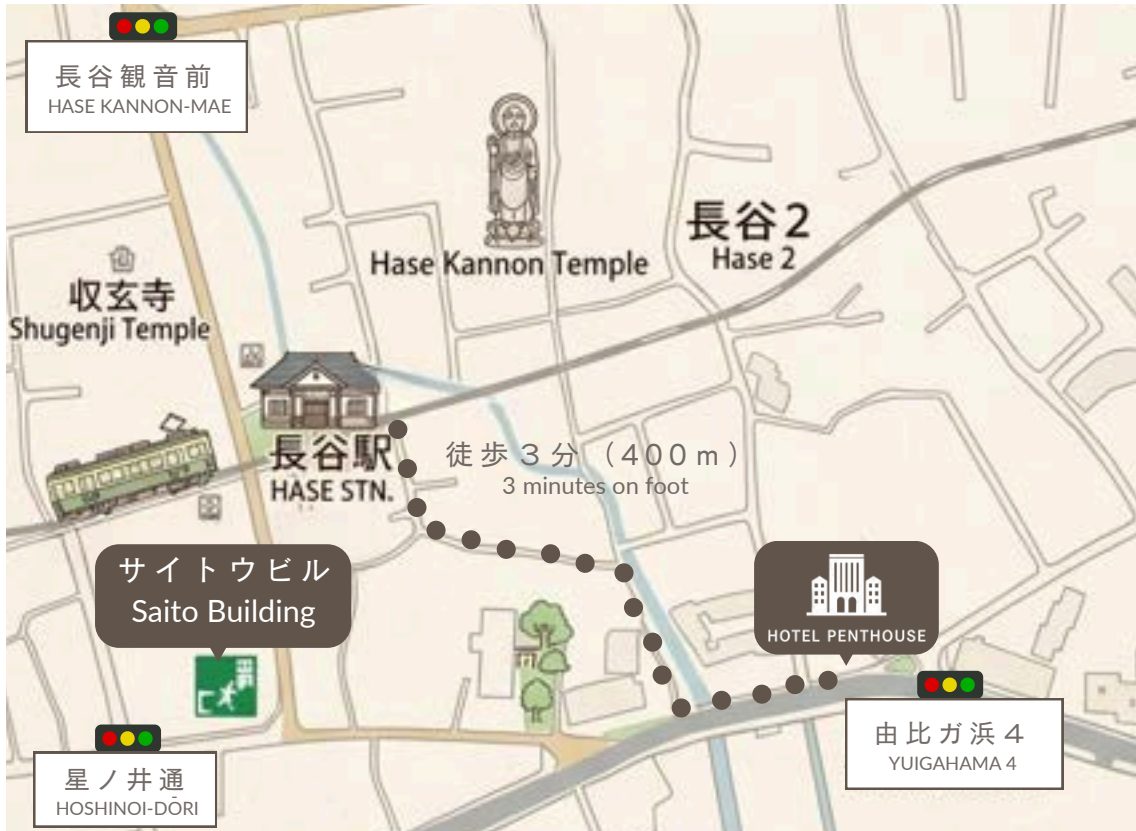 長谷観音前
HASE KANNON-MAE
長谷2
Hase 2
Hase Kannon Temple
収玄寺
Shugenji Temple
長谷駅
HASE STN.
徒歩3分(400m)
3 minutes on foot
サイトウビル
Saito Building
HOTEL PENTHOUSE
由比ガ浜4
YUIGAHAMA 4
星ノ井通
HOSHINOI-DŌRI